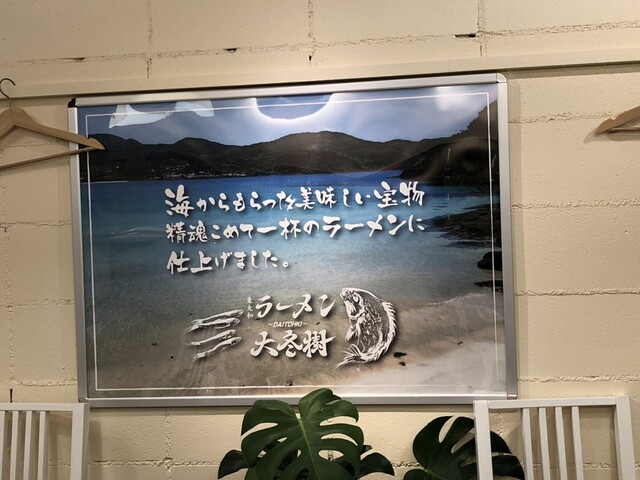 海からもらった美味しい宝物
精魂こめて一杯のラーメンに
仕上げました。
ラーメン
~DAITOHKI~
大冬樹